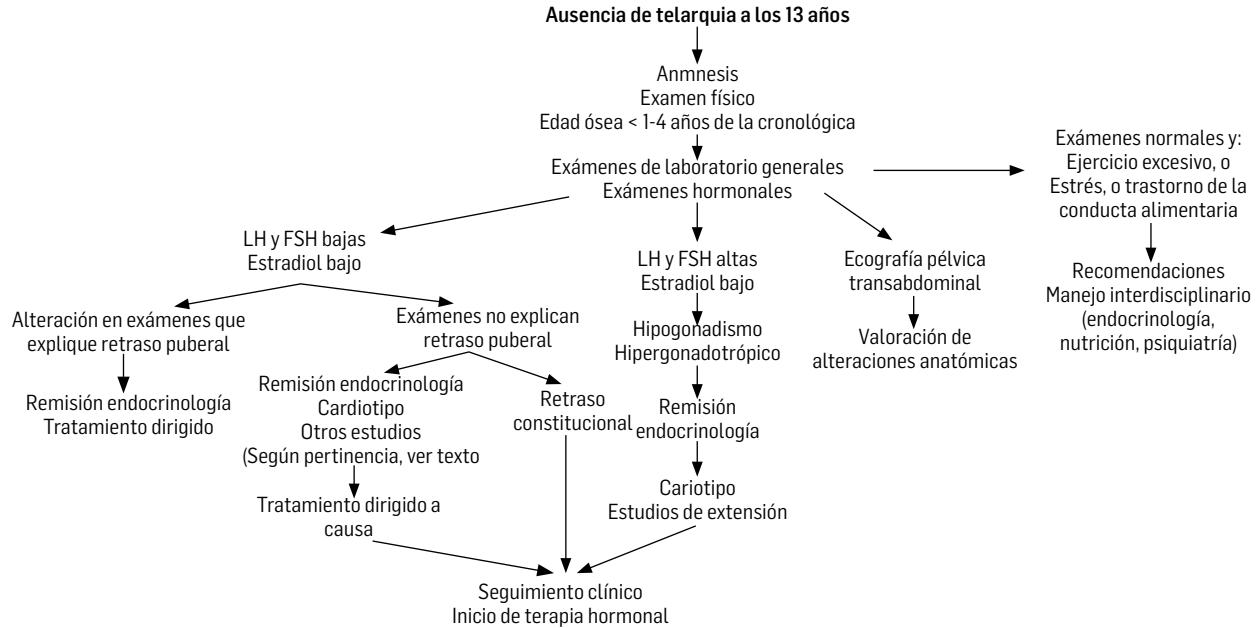 Ausencia de telarquia a los 13 años
Anmnesis
Examen físico
Edad ósea < 1-4 años de la cronológica
Exámenes de laboratorio generales
Exámenes hormonales
Exámenes normales y:
Ejercicio excesivo, o
Estrés, o trastorno de la
conducta alimentaria
Recomendaciones
Manejo interdisciplinario
(endocrinología,
nutrición, psiquiatría)
LH y FSH bajas
Estradiol bajo
LH y FSH altas
Estradiol bajo
Ecografía pélvica
transabdominal
Valoración de
alteraciones anatómicas
Alteración en exámenes que
explique retraso puberal
Remisión endocrinología
Tratamiento dirigido
Exámenes no explican
retraso puberal
Remisión endocrinología
Cardiotipo
Otros estudios
(Según pertinencia, ver texto
Tratamiento dirigido a
causa
Retraso
constitucional
Hipogonadismo
Hipergonadotrópico
Remisión
endocrinología
Cariotipo
Estudios de extensión
Seguimiento clínico
Inicio de terapia hormonal